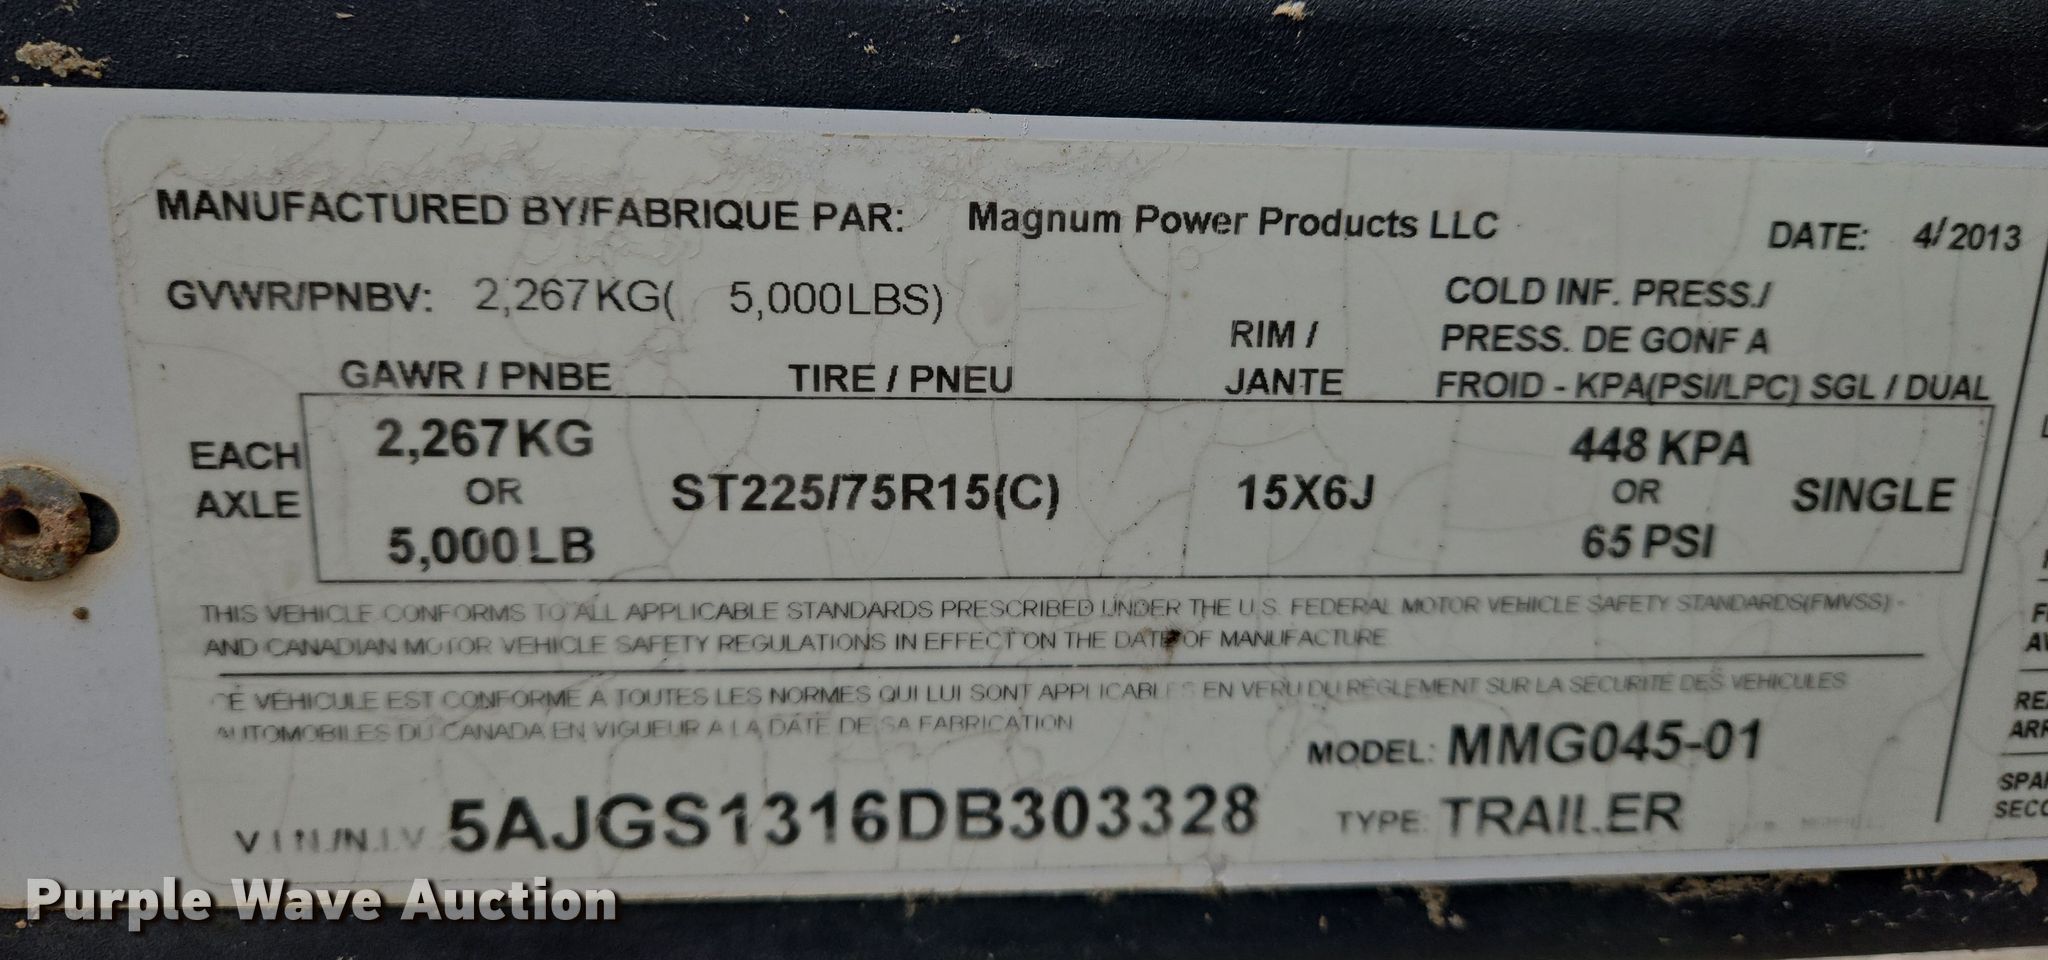 MANUFACTURED BY/FABRIQUE PAR: Magnum Power Products LLC DATE: 4/2013
GVWR/PNBV: 2,267KG( 5,000LBS)
COLD INF. PRESS./
RIM / PRESS. DE GONF A
GAWR / PNBE TIRE / PNEU JANTE FROID - KPA(PSI/LPC) SGL / DUAL
EACH 2,267KG 448 KPA
AXLE OR ST225/75R15(C) 15X6J OR SINGLE
5,000LB 65 PSI
THIS VEHICLE CONFORMS TO ALL APPLICABLE STANDARDS PRESCRIBED UNDER THE U.S. FEDERAL MOTOR VEHICLE SAFETY STANDARDS(FMVSS) -
AND CANADIAN MOTOR VEHICLE SAFETY REGULATIONS IN EFFECT ON THE DATE OF MANUFACTURE
CE VÉHICULE EST CONFORME A TOUTES LES NORMES QUI LUI SONT APPLICABLES EN VERU DU RÉGLEMENT SUR LA SÉCURITÉ DES VEHICULES
AUTOMOBILES DU CANADA EN VIGUEUR A LA DATE DE SA FABRICATION
MODEL: MMG045-01
V.I.N./N.I.V. 5AJGS1316DB303328 TYPE: TRAILER
Purple Wave Auction